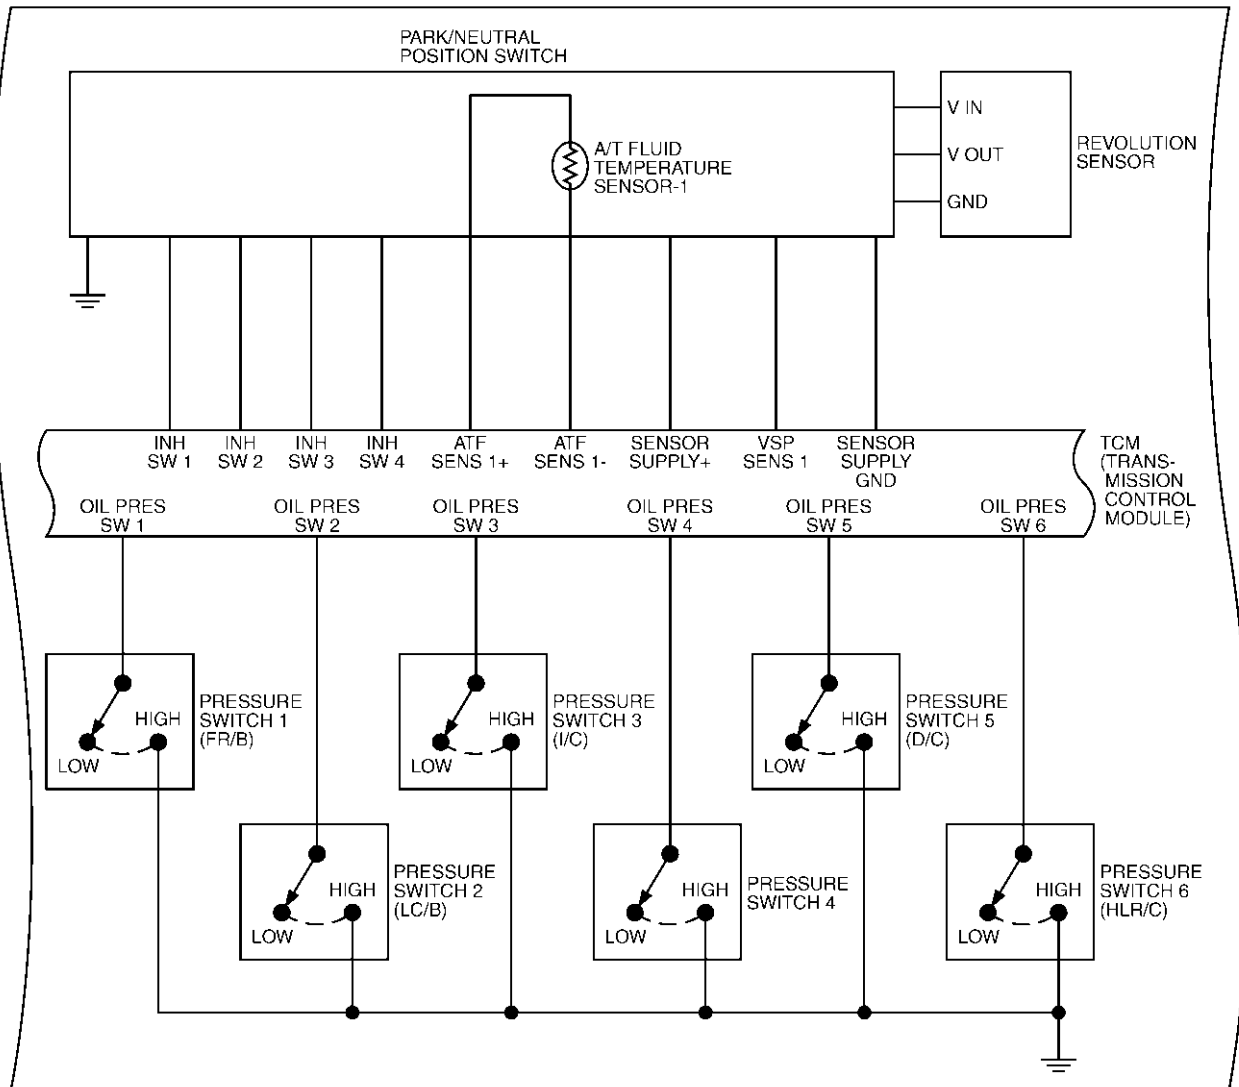 PARK/NEUTRAL
POSITION SWITCH
V IN
V OUT
GND
REVOLUTION
SENSOR
A/T FLUID
TEMPERATURE
SENSOR-1
INH
SW 1
INH
SW 2
INH
SW 3
INH
SW 4
ATF
SENS 1+
ATF
SENS 1-
SENSOR
SUPPLY+
VSP
SENS 1
SENSOR
SUPPLY
GND
TCM
(TRANS-
MISSION
CONTROL
MODULE)
OIL PRES
SW 1
OIL PRES
SW 2
OIL PRES
SW 3
OIL PRES
SW 4
OIL PRES
SW 5
OIL PRES
SW 6
HIGH
LOW
PRESSURE
SWITCH 1
(FR/B)
HIGH
LOW
PRESSURE
SWITCH 3
(I/C)
HIGH
LOW
PRESSURE
SWITCH 5
(D/C)
HIGH
LOW
PRESSURE
SWITCH 2
(LC/B)
HIGH
LOW
PRESSURE
SWITCH 4
HIGH
LOW
PRESSURE
SWITCH 6
(HLR/C)